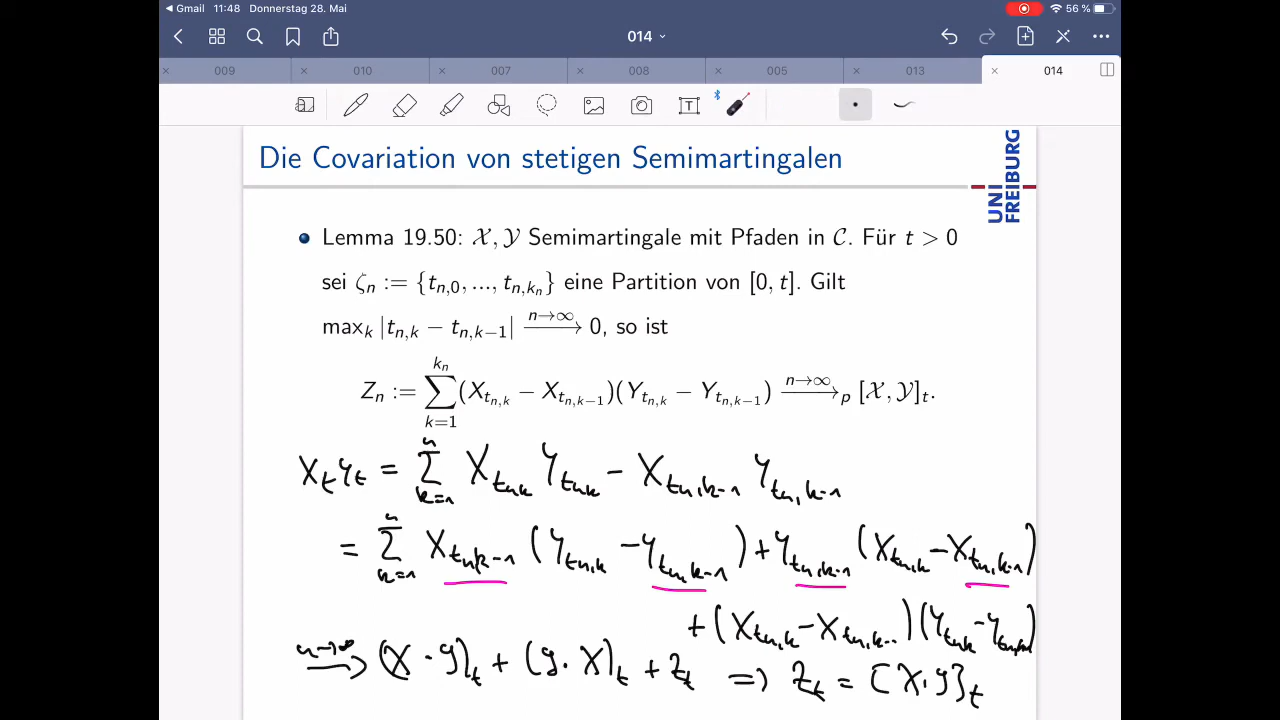 Gmail 11:48 Donnerstag 28. Mai 56 %
014
009 010 007 008 005 013 014
Die Covariation von stetigen Semimartingalen
UNI FREIBURG
Lemma 19.50: 𝒳, 𝒴 Semimartingale mit Pfaden in 𝒞. Für t > 0
sei ζ_n := {t_{n,0}, ..., t_{n,k_n}} eine Partition von [0, t]. Gilt
max_k |t_{n,k} − t_{n,k−1}| →^{n→∞} 0, so ist
Z_n := ∑_{k=1}^{k_n} (X_{t_{n,k}} − X_{t_{n,k−1}})(Y_{t_{n,k}} − Y_{t_{n,k−1}}) →^{n→∞}_p [𝒳, 𝒴]_t.
X_t Y_t = ∑_{k=1}^{n} X_{t_{n,k}} Y_{t_{n,k}} − X_{t_{n,k−1}} Y_{t_{n,k−1}}
= ∑_{k=1}^{n} X_{t_{n,k−1}} (Y_{t_{n,k}} − Y_{t_{n,k−1}}) + Y_{t_{n,k−1}} (X_{t_{n,k}} − X_{t_{n,k−1}})
+ (X_{t_{n,k}} − X_{t_{n,k−}}) (Y_{t_{n,k}} − Y)
→^{n→∞} (X · Y)_t + (Y · X)_t + Z_t ⇒ Z_t = [X, Y]_t